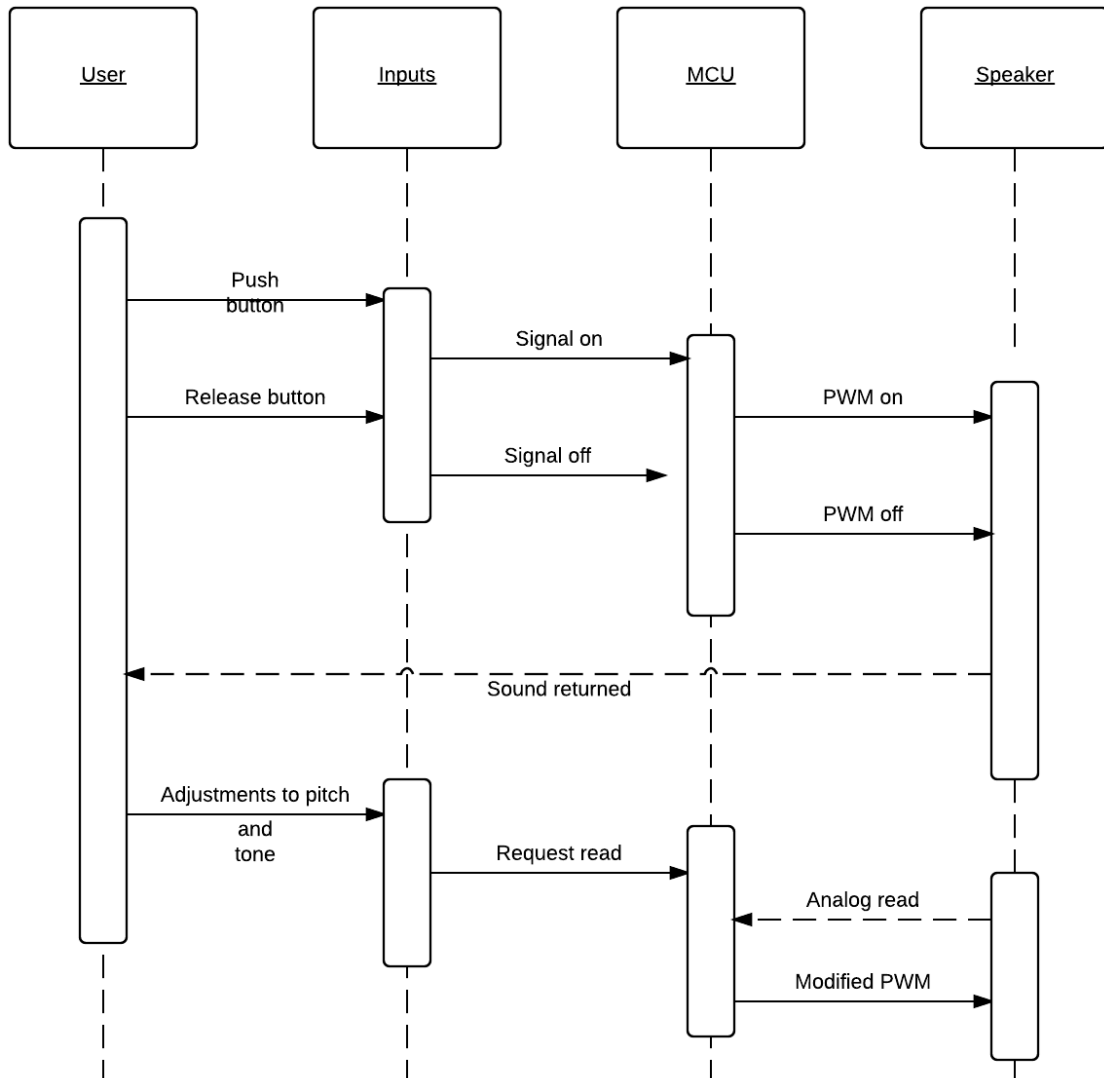 User
Inputs
MCU
Speaker
Push
button
Signal on
Release button
PWM on
Signal off
PWM off
Sound returned
Adjustments to pitch
and
tone
Request read
Analog read
Modified PWM